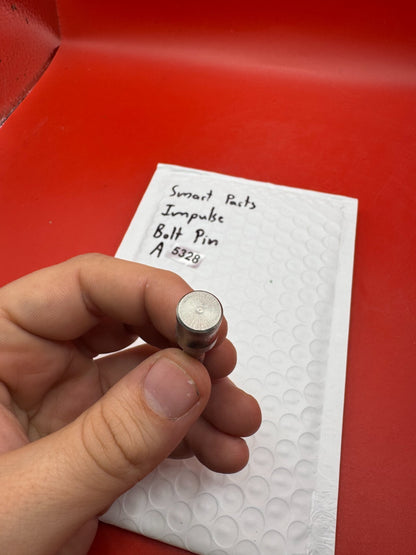 Smart Parts
Impulse
Bolt Pin
A 5328